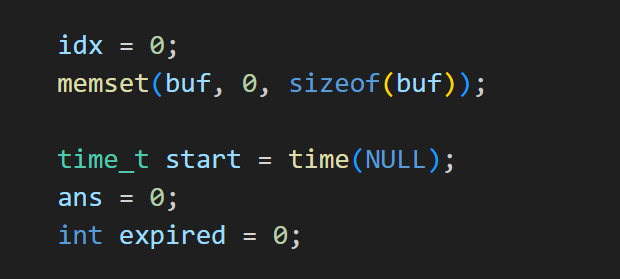 idx = 0;
memset(buf, 0, sizeof(buf));
time_t start = time(NULL);
ans = 0;
int expired = 0;